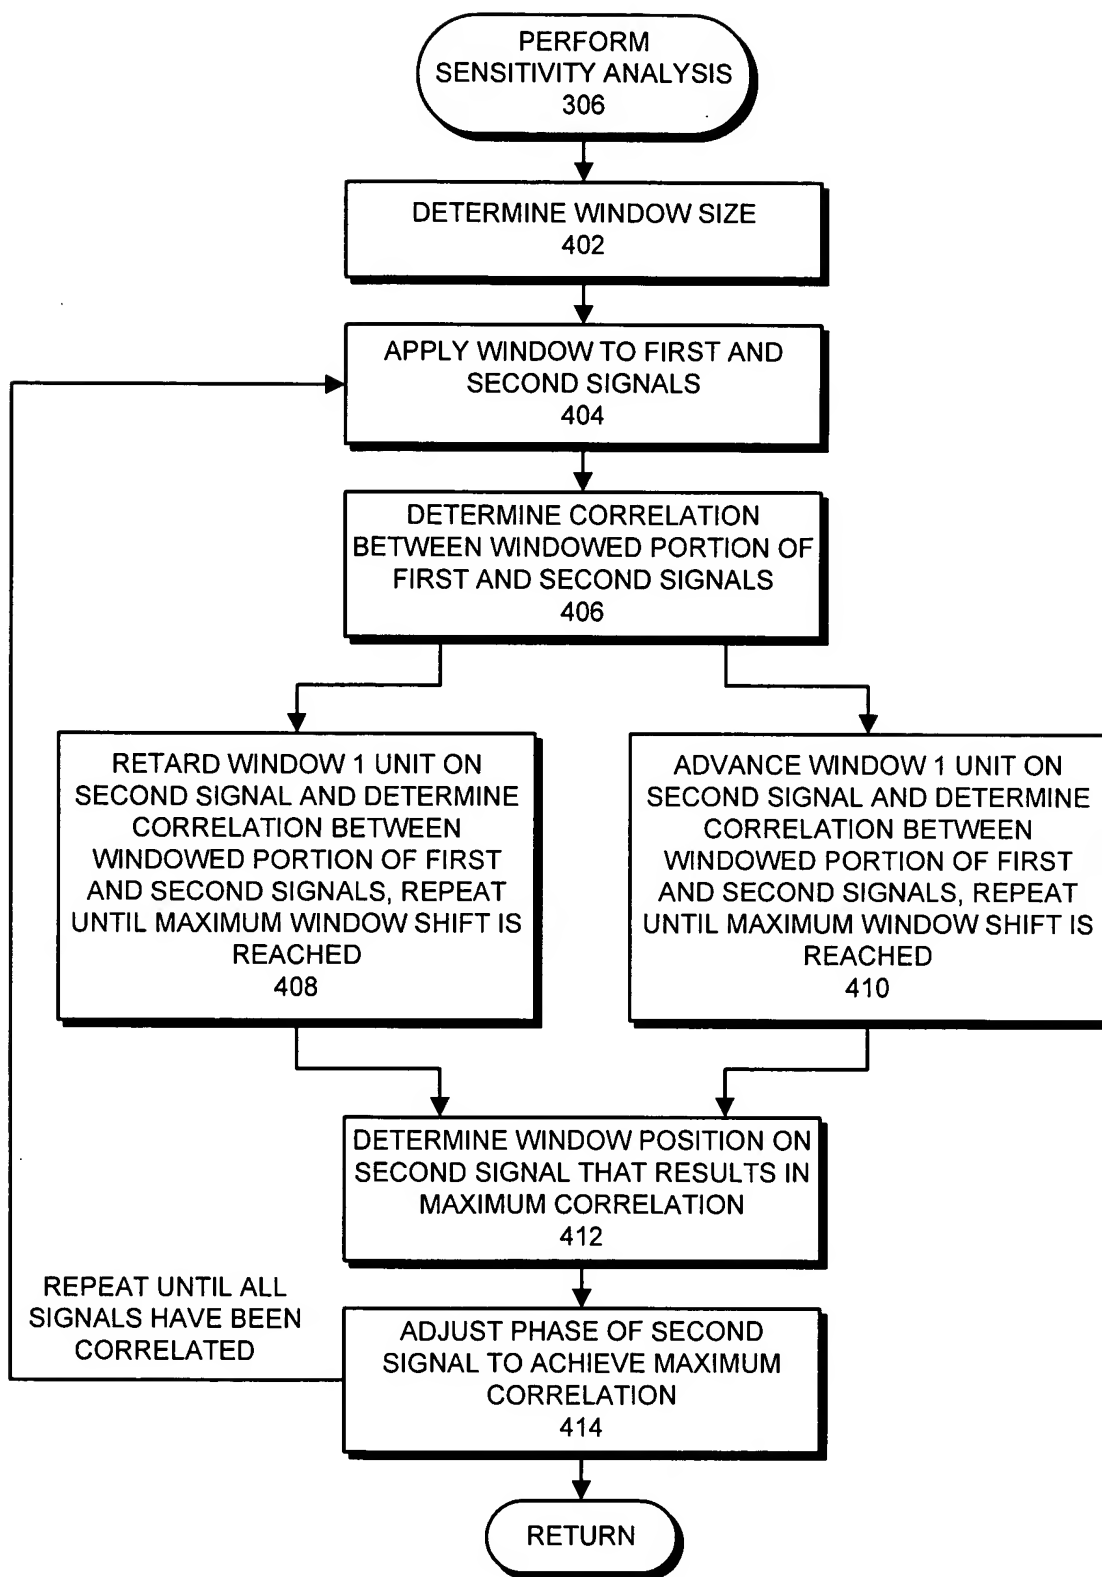 PERFORM
SENSITIVITY ANALYSIS
306
DETERMINE WINDOW SIZE
402
APPLY WINDOW TO FIRST AND
SECOND SIGNALS
404
DETERMINE CORRELATION
BETWEEN WINDOWED PORTION OF
FIRST AND SECOND SIGNALS
406
RETARD WINDOW 1 UNIT ON
SECOND SIGNAL AND DETERMINE
CORRELATION BETWEEN
WINDOWED PORTION OF FIRST
AND SECOND SIGNALS, REPEAT
UNTIL MAXIMUM WINDOW SHIFT IS
REACHED
408
ADVANCE WINDOW 1 UNIT ON
SECOND SIGNAL AND DETERMINE
CORRELATION BETWEEN
WINDOWED PORTION OF FIRST
AND SECOND SIGNALS, REPEAT
UNTIL MAXIMUM WINDOW SHIFT IS
REACHED
410
DETERMINE WINDOW POSITION ON
SECOND SIGNAL THAT RESULTS IN
MAXIMUM CORRELATION
412
REPEAT UNTIL ALL
SIGNALS HAVE BEEN
CORRELATED
ADJUST PHASE OF SECOND
SIGNAL TO ACHIEVE MAXIMUM
CORRELATION
414
RETURN